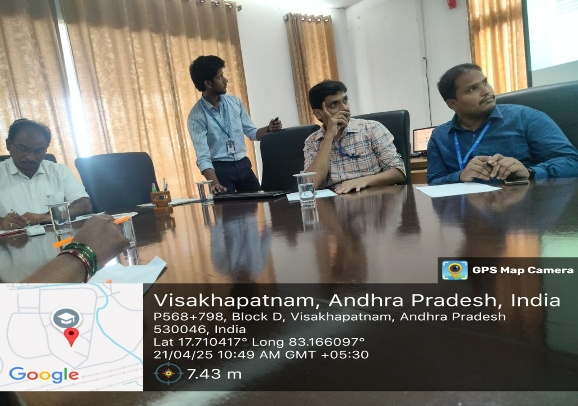 GPS Map Camera
Visakhapatnam, Andhra Pradesh, India
P568+798, Block D, Visakhapatnam, Andhra Pradesh
530046, India
Lat 17.710417° Long 83.166097°
21/04/25 10:49 AM GMT +05:30
7.43 m
Google